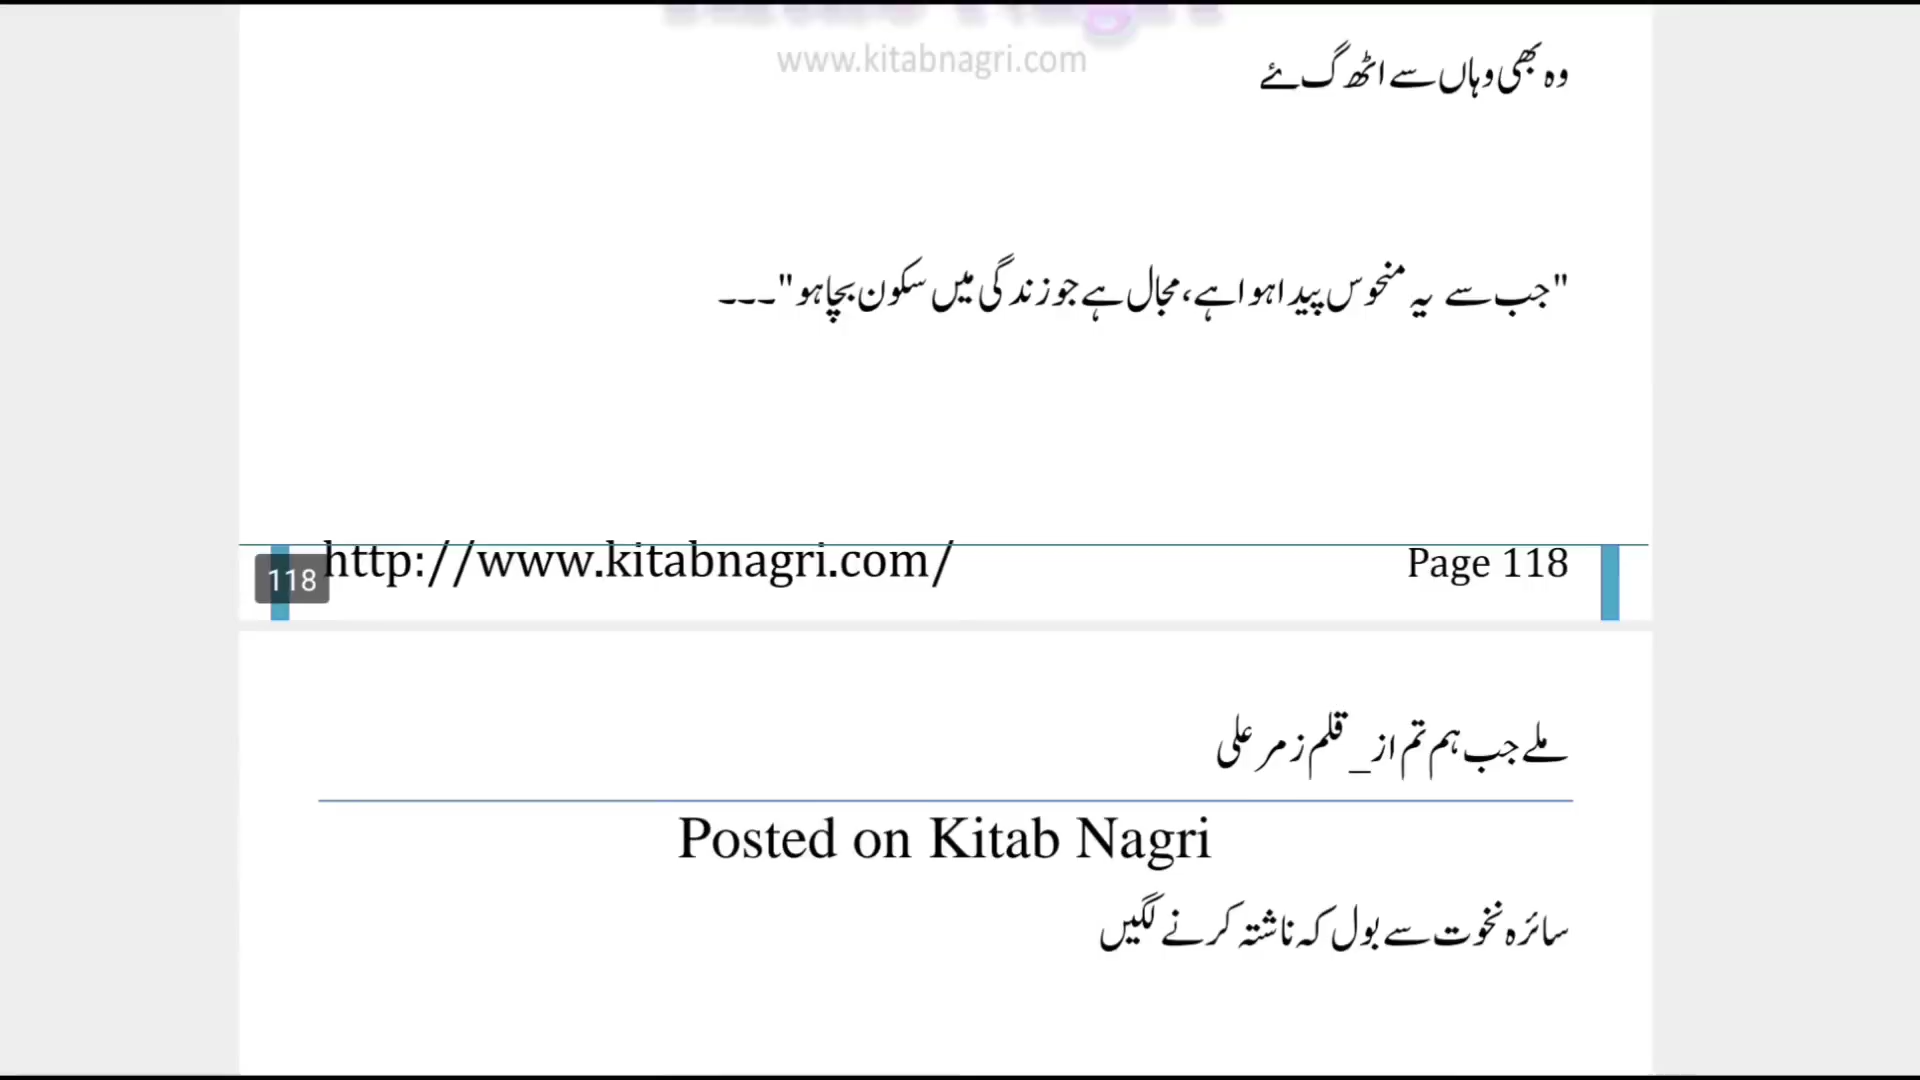 www.kitabnagri.com
وہ بھی وہاں سے اٹھ گئے
"جب سے یہ منحوس پیدا ہوا ہے، مجال ہے جو زندگی میں سکون بچا ہو"۔۔۔
http://www.kitabnagri.com/
Page 118
118
ملے جب ہم تم از_ قلم زمر علی
Posted on Kitab Nagri
سائرہ نخوت سے بول کہ ناشتہ کرنے لگیں